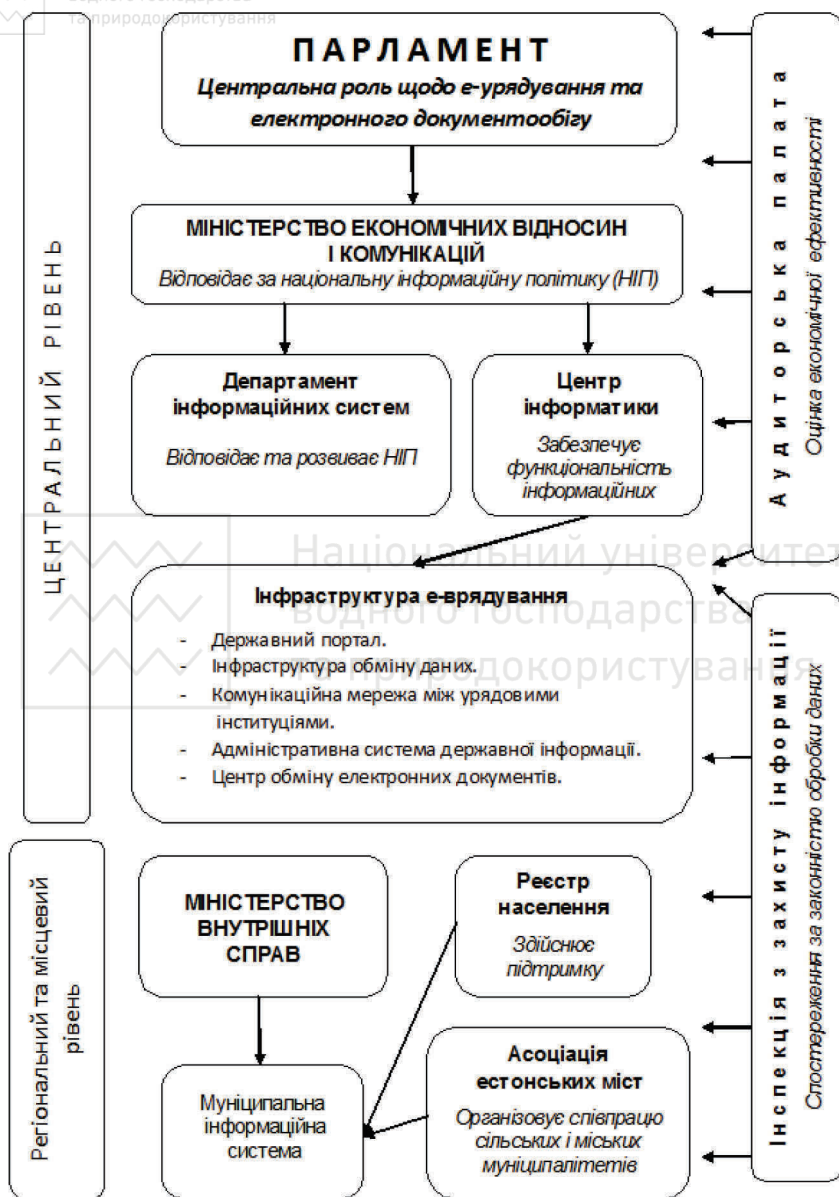 водного господарства
та природокористування
ЦЕНТРАЛЬНИЙ РІВЕНЬ
ПАРЛАМЕНТ
Центральна роль щодо е-урядування та
електронного документообігу
МІНІСТЕРСТВО ЕКОНОМІЧНИХ ВІДНОСИН
І КОМУНІКАЦІЙ
Відповідає за національну інформаційну політику (НІП)
Департамент
інформаційних систем
Відповідає та розвиває НІП
Центр
інформатики
Забезпечує
функціональність
інформаційних
Аудиторська палата
Оцінка економічної ефективності
Національний університет
водного господарства
та природокористування
Інфраструктура е-врядування
- Державний портал.
- Інфраструктура обміну даних.
- Комунікаційна мережа між урядовими
інституціями.
- Адміністративна система державної інформації.
- Центр обміну електронних документів.
Регіональний та місцевий
рівень
МІНІСТЕРСТВО
ВНУТРІШНІХ
СПРАВ
Реєстр
населення
Здійснює
підтримку
Муніципальна
інформаційна
система
Асоціація
естонських міст
Організовує співпрацю
сільських і міських
муніципалітетів
Інспекція з захисту інформації
Спостереження за законністю обробки даних